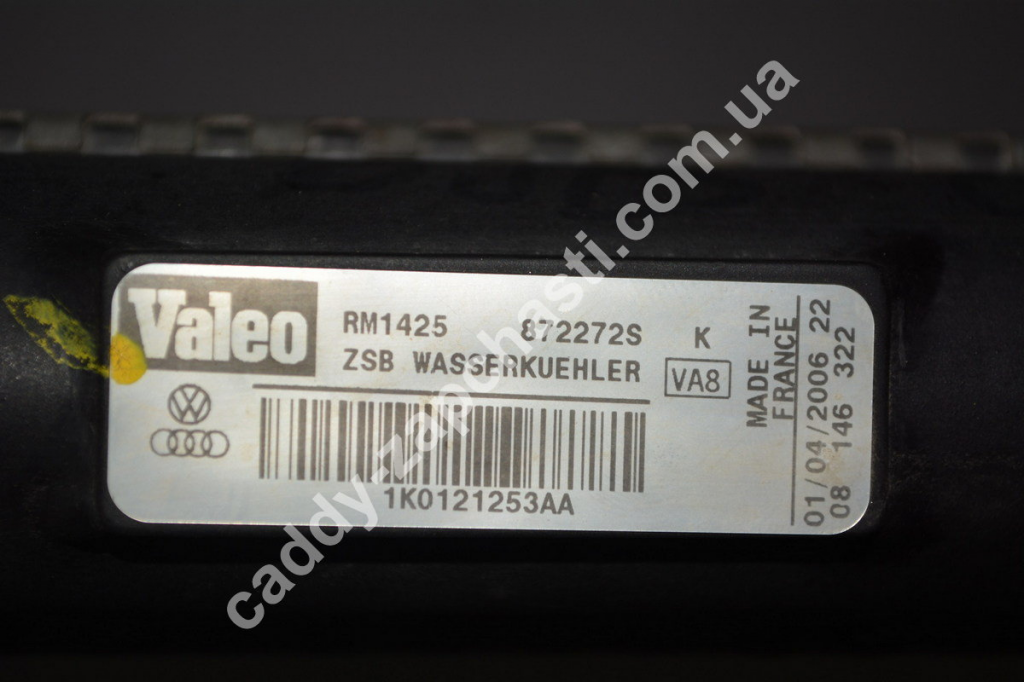 Valeo
RM1425 872272S K
ZSB WASSERKUEHLER VA8
1K0121253AA
MADE IN
FRANCE
01/04/2006 22
08 146 322
caddy-zapchasti.com.ua